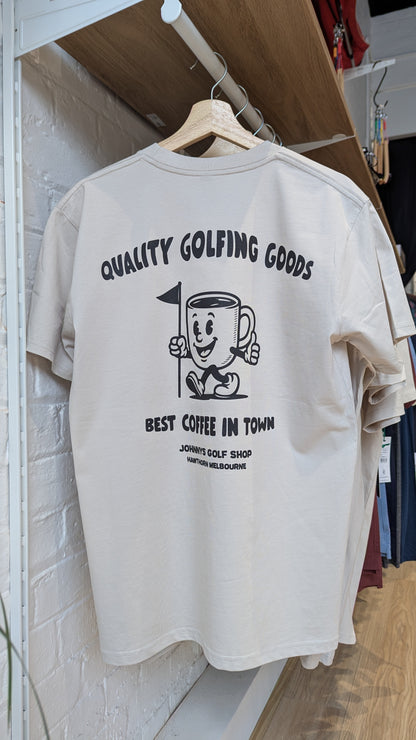 QUALITY GOLFING GOODS
BEST COFFEE IN TOWN
JOHNNYS GOLF SHOP
HAWTHORN MELBOURNE